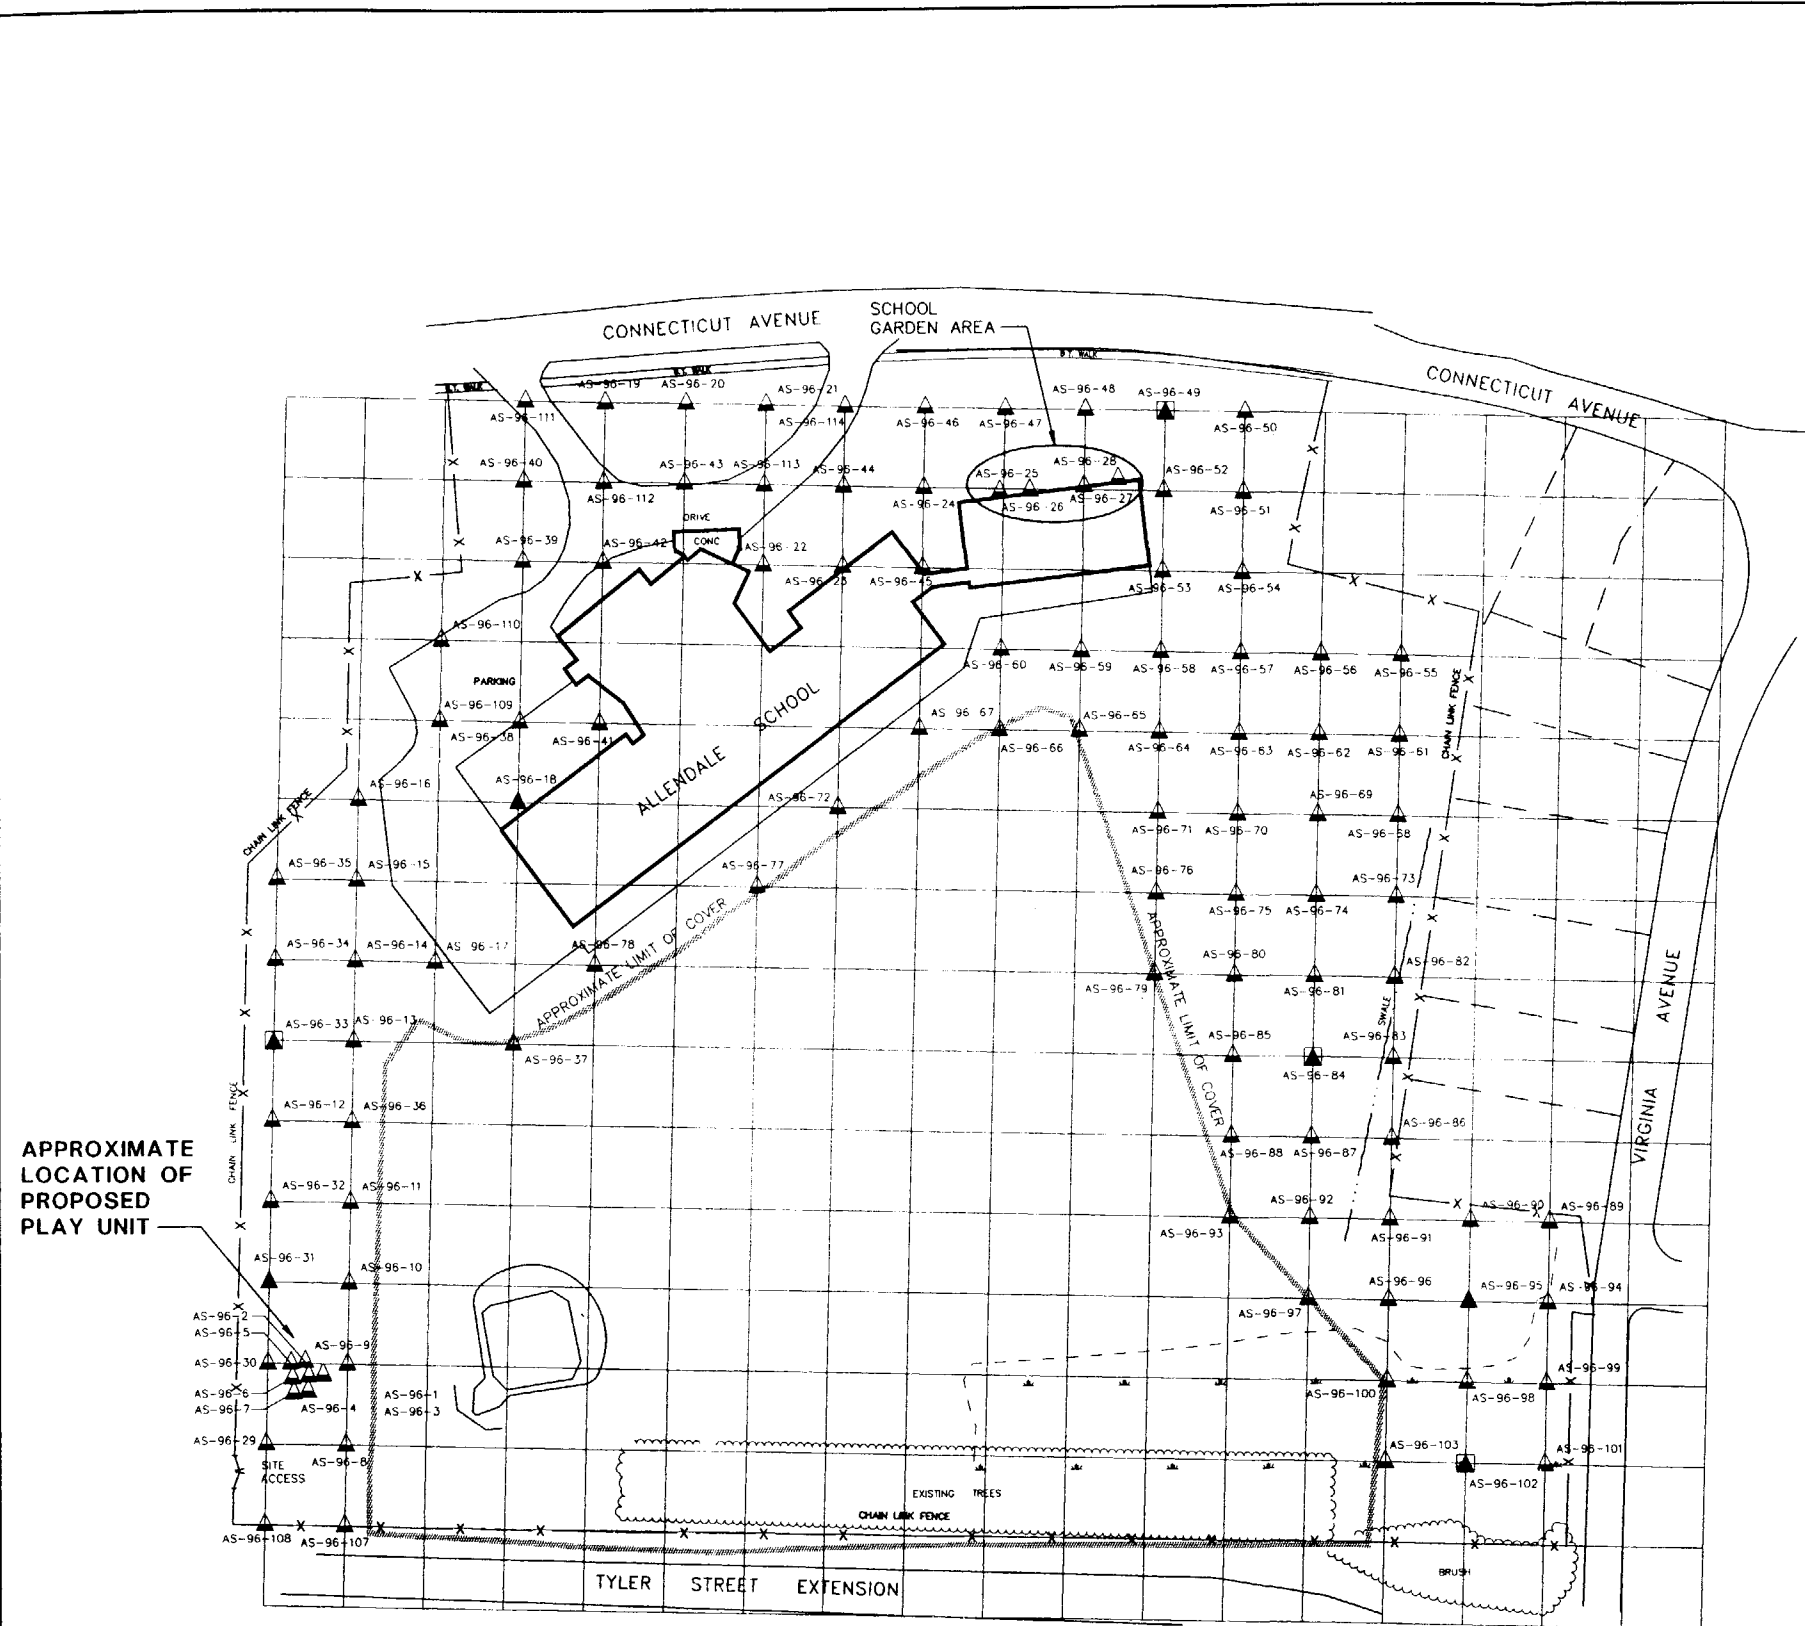 CONNECTICUT AVENUE
SCHOOL
GARDEN AREA
B.T. WALK
B.T. WALK
B.T. WALK
CONNECTICUT AVENUE
AS-96-19
AS-96-20
AS-96-21
AS-96-48
AS-96-49
AS-96-111
AS-96-114
AS-96-46
AS-96-47
AS-96-50
AS-96-40
AS-96-43
AS-96-113
AS-96-44
AS-96-25
AS-96-28
AS-96-52
AS-96-112
AS-96-24
AS-96-26
AS-96-27
AS-96-51
DRIVE
CONC
AS-96-39
AS-96-42
AS-96-22
AS-96-23
AS-96-45
AS-96-53
AS-96-54
AS-96-110
AS-96-60
AS-96-59
AS-96-58
AS-96-57
AS-96-56
AS-96-55
PARKING
CHAIN LINK FENCE
AS-96-109
AS-96-38
AS-96-41
ALLENDALE SCHOOL
AS 96 67
AS-96-65
AS-96-66
AS-96-64
AS-96-63
AS-96-62
AS-96-61
AS-96-16
AS-96-18
AS-96-72
AS-96-69
CHAIN LINK FENCE
AS-96-71
AS-96-70
AS-96-68
AS-96-35
AS-96-15
AS-96-77
AS-96-76
AS-96-73
AS-96-75
AS-96-74
APPROXIMATE LIMIT OF COVER
APPROXIMATE LIMIT OF COVER
AS-96-34
AS-96-14
AS 96-17
AS-96-78
AS-96-80
AS-96-82
AS-96-79
AS-96-81
SWALE
VIRGINIA AVENUE
AS-96-33
AS-96-13
AS-96-37
AS-96-85
AS-96-83
AS-96-84
CHAIN LINK FENCE
AS-96-12
AS-96-36
AS-96-86
AS-96-88
AS-96-87
APPROXIMATE
LOCATION OF
PROPOSED
PLAY UNIT
AS-96-32
AS-96-11
AS-96-92
AS-96-90
AS-96-89
AS-96-93
AS-96-91
AS-96-31
AS-96-10
AS-96-96
AS-96-95
AS-96-94
AS-96-97
AS-96-2
AS-96-5
AS-96-9
AS-96-30
AS-96-6
AS-96-7
AS-96-4
AS-96-1
AS-96-3
AS-96-99
AS-96-100
AS-96-98
AS-96-29
AS-96-8
SITE
ACCESS
AS-96-103
AS-96-101
AS-96-102
EXISTING TREES
CHAIN LINK FENCE
AS-96-108
AS-96-107
BRUSH
TYLER STREET EXTENSION